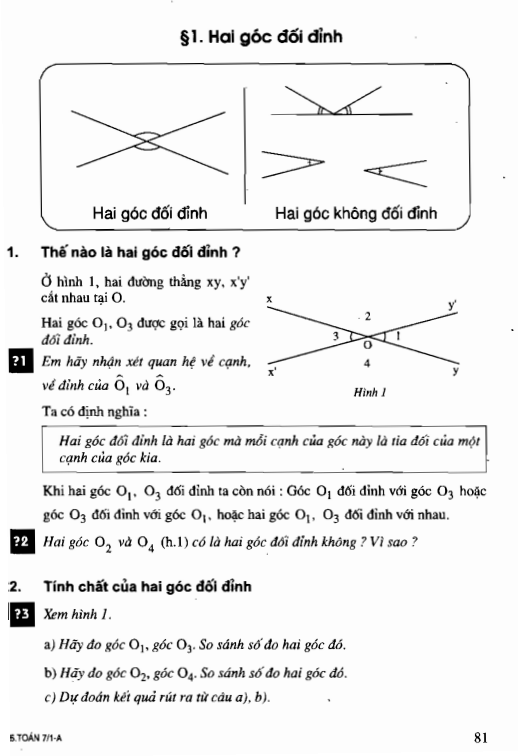 §1. Hai góc đối đỉnh
Hai góc đối đỉnh
Hai góc không đối đỉnh
1. Thế nào là hai góc đối đỉnh ?
Ở hình 1, hai đường thẳng xy, x'y'
cắt nhau tại O.
Hai góc O₁, O₃ được gọi là hai góc
đối đỉnh.
?1 Em hãy nhận xét quan hệ về cạnh,
về đỉnh của Ô₁ và Ô₃.
x
y'
2
3
1
O
4
x'
y
Hình 1
Ta có định nghĩa :
Hai góc đối đỉnh là hai góc mà mỗi cạnh của góc này là tia đối của một
cạnh của góc kia.
Khi hai góc O₁, O₃ đối đỉnh ta còn nói : Góc O₁ đối đỉnh với góc O₃ hoặc
góc O₃ đối đỉnh với góc O₁, hoặc hai góc O₁, O₃ đối đỉnh với nhau.
?2 Hai góc O₂ và O₄ (h.1) có là hai góc đối đỉnh không ? Vì sao ?
2. Tính chất của hai góc đối đỉnh
?3 Xem hình 1.
a) Hãy đo góc O₁, góc O₃. So sánh số đo hai góc đó.
b) Hãy đo góc O₂, góc O₄. So sánh số đo hai góc đó.
c) Dự đoán kết quả rút ra từ câu a), b).
6.TOÁN 7/1-A
81